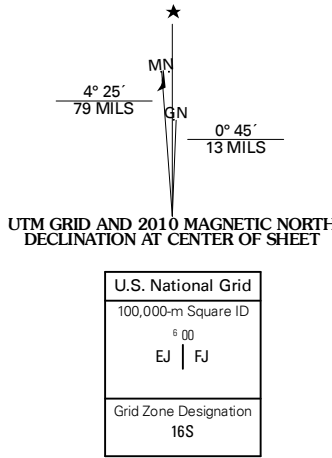 MN
4° 25´
79 MILS
GN
0° 45´
13 MILS
UTM GRID AND 2010 MAGNETIC NORTH
DECLINATION AT CENTER OF SHEET
U.S. National Grid
100,000-m Square ID
6 00
EJ FJ
Grid Zone Designation
16S